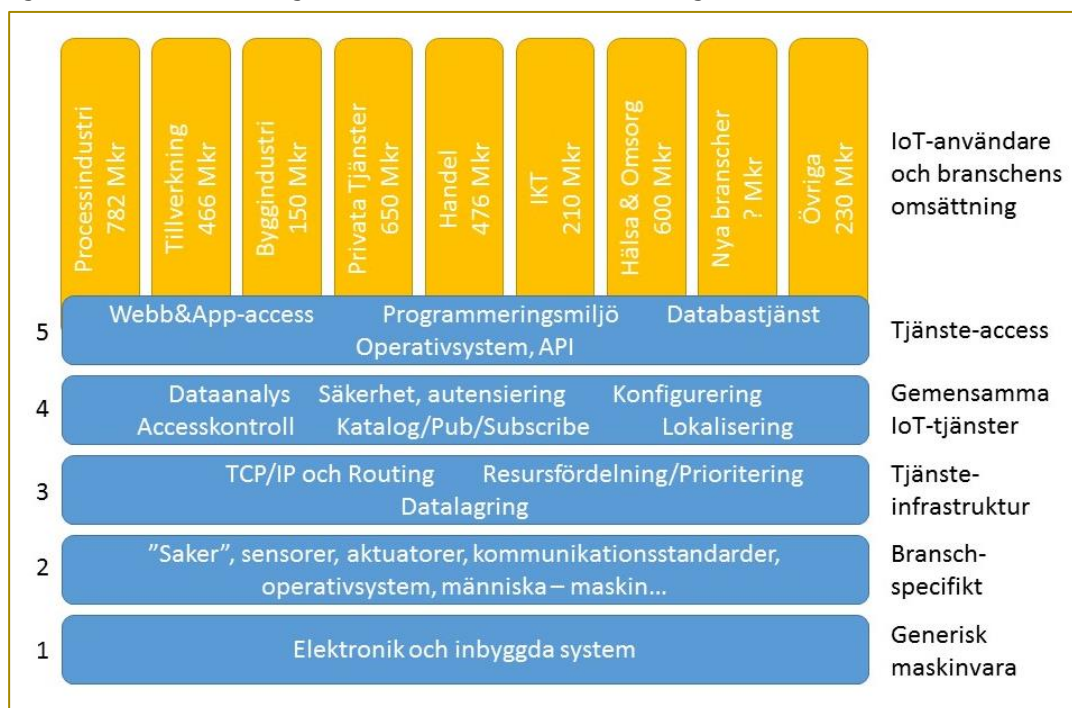 Processindustri
782 Mkr
Tillverkning
466 Mkr
Byggindustri
150 Mkr
Privata Tjänster
650 Mkr
Handel
476 Mkr
IKT
210 Mkr
Hälsa & Omsorg
600 Mkr
Nya branscher
? Mkr
Övriga
230 Mkr
IoT-användare
och branschens
omsättning
5
Webb&App-access Programmeringsmiljö Databastjänst
Operativsystem, API
Tjänste-access
4
Dataanalys Säkerhet, autensiering Konfigurering
Accesskontroll Katalog/Pub/Subscribe Lokalisering
Gemensamma
IoT-tjänster
3
TCP/IP och Routing Resursfördelning/Prioritering
Datalagring
Tjänste-
infrastruktur
2
”Saker”, sensorer, aktuatorer, kommunikationsstandarder,
operativsystem, människa – maskin...
Bransch-
specifikt
1
Elektronik och inbyggda system
Generisk
maskinvara